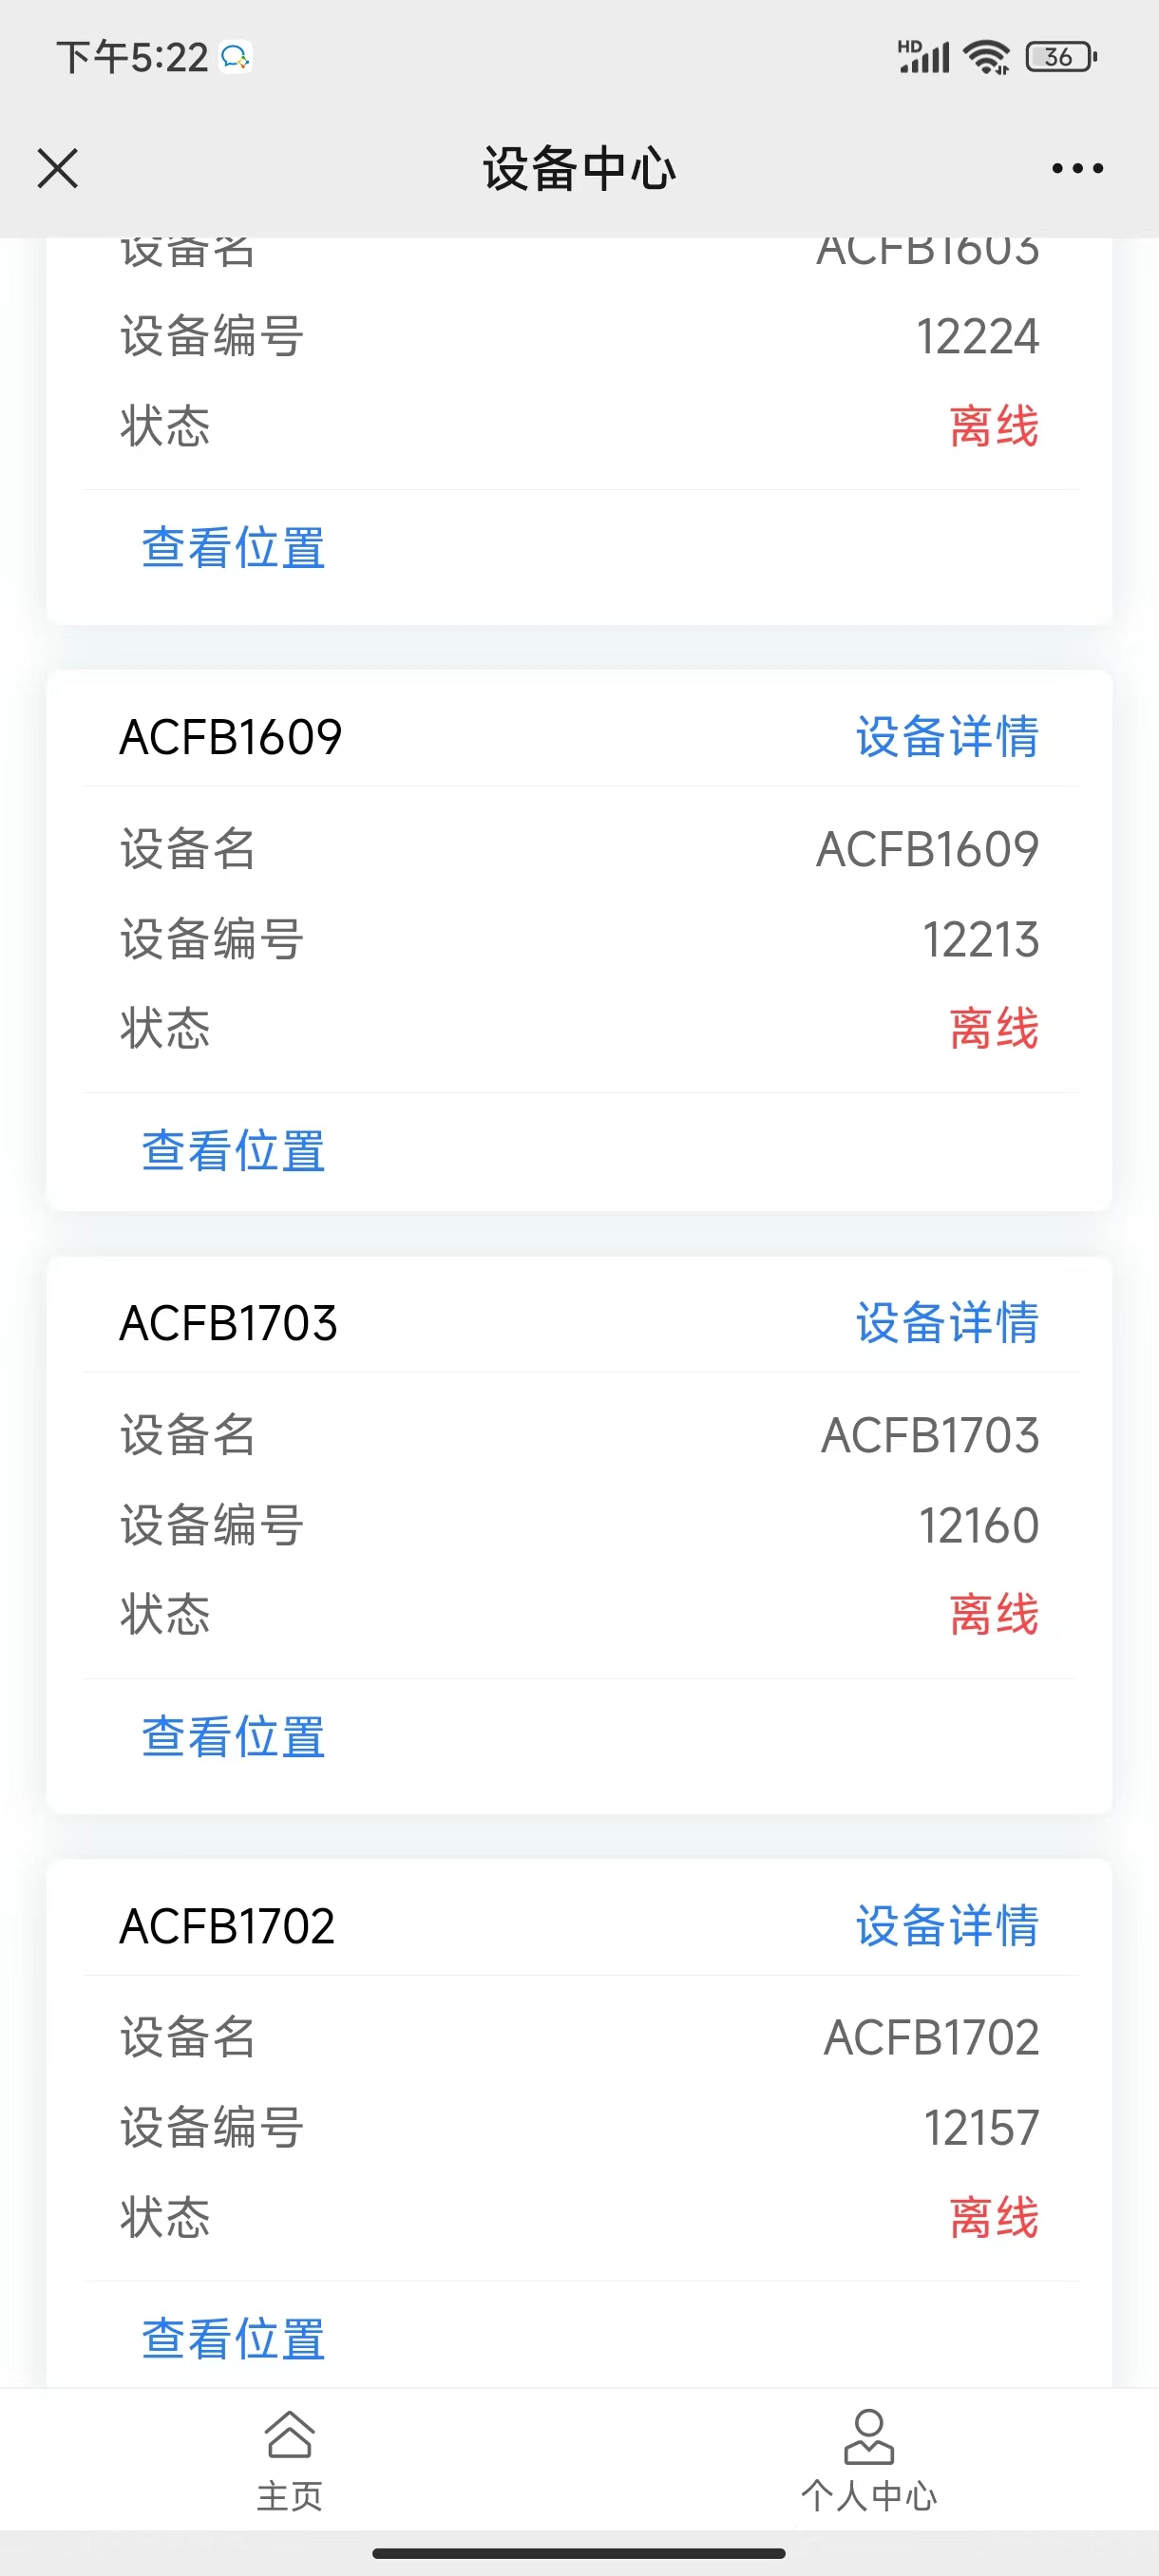 下午5:22
HD
36
设备中心
设备名 ACFB1603
设备编号 12224
状态 离线
查看位置
ACFB1609 设备详情
设备名 ACFB1609
设备编号 12213
状态 离线
查看位置
ACFB1703 设备详情
设备名 ACFB1703
设备编号 12160
状态 离线
查看位置
ACFB1702 设备详情
设备名 ACFB1702
设备编号 12157
状态 离线
查看位置
主页 个人中心